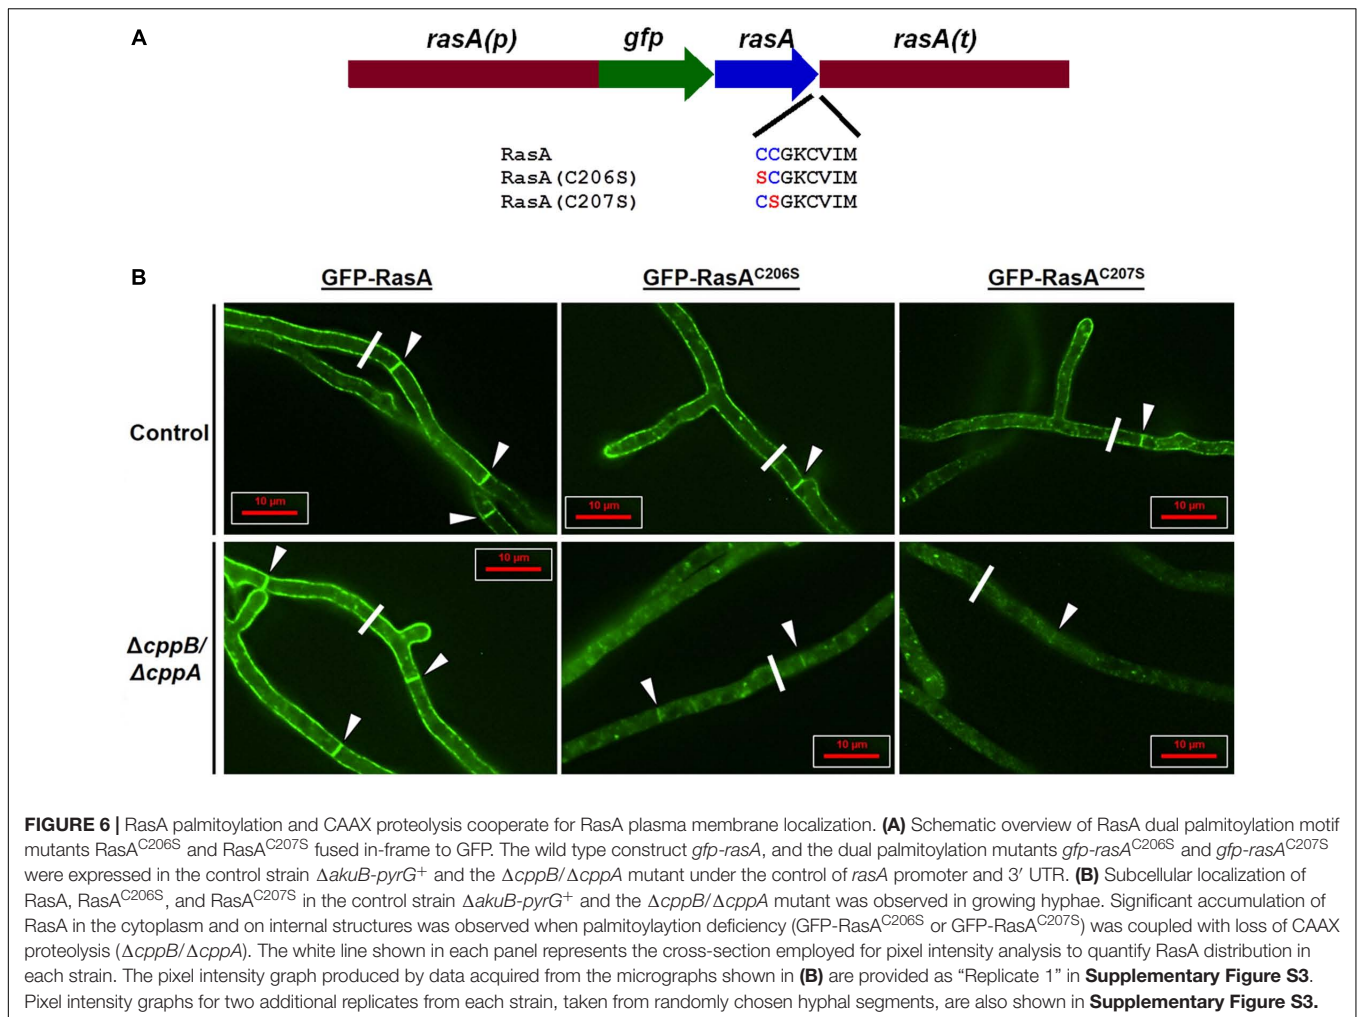 A
rasA(p) gfp rasA rasA(t)
RasA CCGKCVIM
RasA(C206S) SCGKCVIM
RasA(C207S) CSGKCVIM
B
GFP-RasA GFP-RasAC206S GFP-RasAC207S
Control
10 µm 10 µm 10 µm
ΔcppB/
ΔcppA
10 µm 10 µm 10 µm
FIGURE 6 | RasA palmitoylation and CAAX proteolysis cooperate for RasA plasma membrane localization. (A) Schematic overview of RasA dual palmitoylation motif
mutants RasAC206S and RasAC207S fused in-frame to GFP. The wild type construct gfp-rasA, and the dual palmitoylation mutants gfp-rasAC206S and gfp-rasAC207S
were expressed in the control strain ΔakuB-pyrG+ and the ΔcppB/ΔcppA mutant under the control of rasA promoter and 3′ UTR. (B) Subcellular localization of
RasA, RasAC206S, and RasAC207S in the control strain ΔakuB-pyrG+ and the ΔcppB/ΔcppA mutant was observed in growing hyphae. Significant accumulation of
RasA in the cytoplasm and on internal structures was observed when palmitoylaytion deficiency (GFP-RasAC206S or GFP-RasAC207S) was coupled with loss of CAAX
proteolysis (ΔcppB/ΔcppA). The white line shown in each panel represents the cross-section employed for pixel intensity analysis to quantify RasA distribution in
each strain. The pixel intensity graph produced by data acquired from the micrographs shown in (B) are provided as “Replicate 1” in Supplementary Figure S3.
Pixel intensity graphs for two additional replicates from each strain, taken from randomly chosen hyphal segments, are also shown in Supplementary Figure S3.